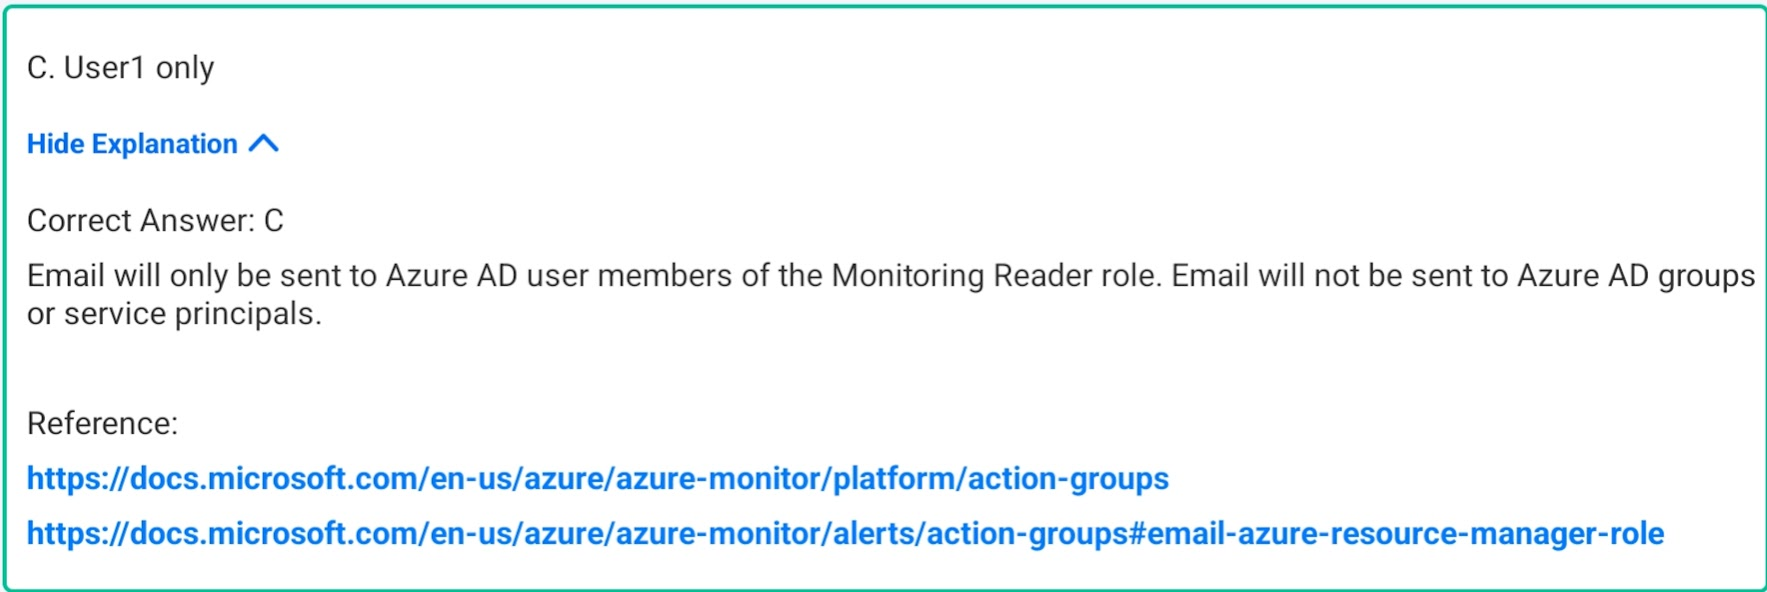 C. User1 only
Hide Explanation
Correct Answer: C
Email will only be sent to Azure AD user members of the Monitoring Reader role. Email will not be sent to Azure AD groups
or service principals.
Reference:
https://docs.microsoft.com/en-us/azure/azure-monitor/platform/action-groups
https://docs.microsoft.com/en-us/azure/azure-monitor/alerts/action-groups#email-azure-resource-manager-role